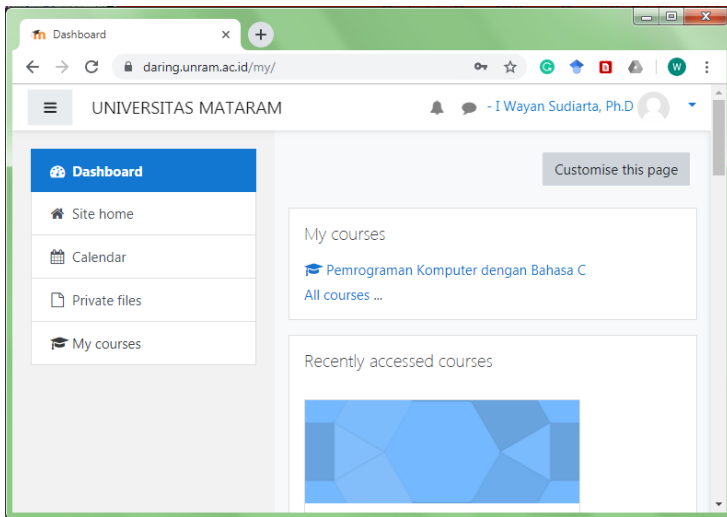 Dashboard
daring.unram.ac.id/my/
W
UNIVERSITAS MATARAM
- I Wayan Sudiarta, Ph.D
Dashboard
Customise this page
Site home
My courses
Calendar
Pemrograman Komputer dengan Bahasa C
All courses ...
Private files
My courses
Recently accessed courses